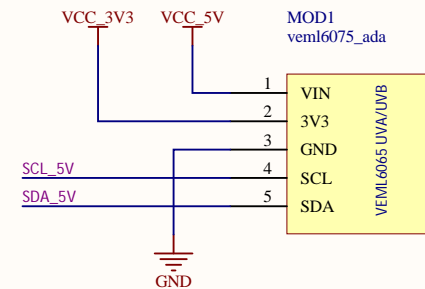 VCC_3V3
VCC_5V
MOD1
veml6075_ada
1 VIN
2 3V3
3 GND
SCL_5V 4 SCL
SDA_5V 5 SDA
VEML6065 UVA/UVB
GND